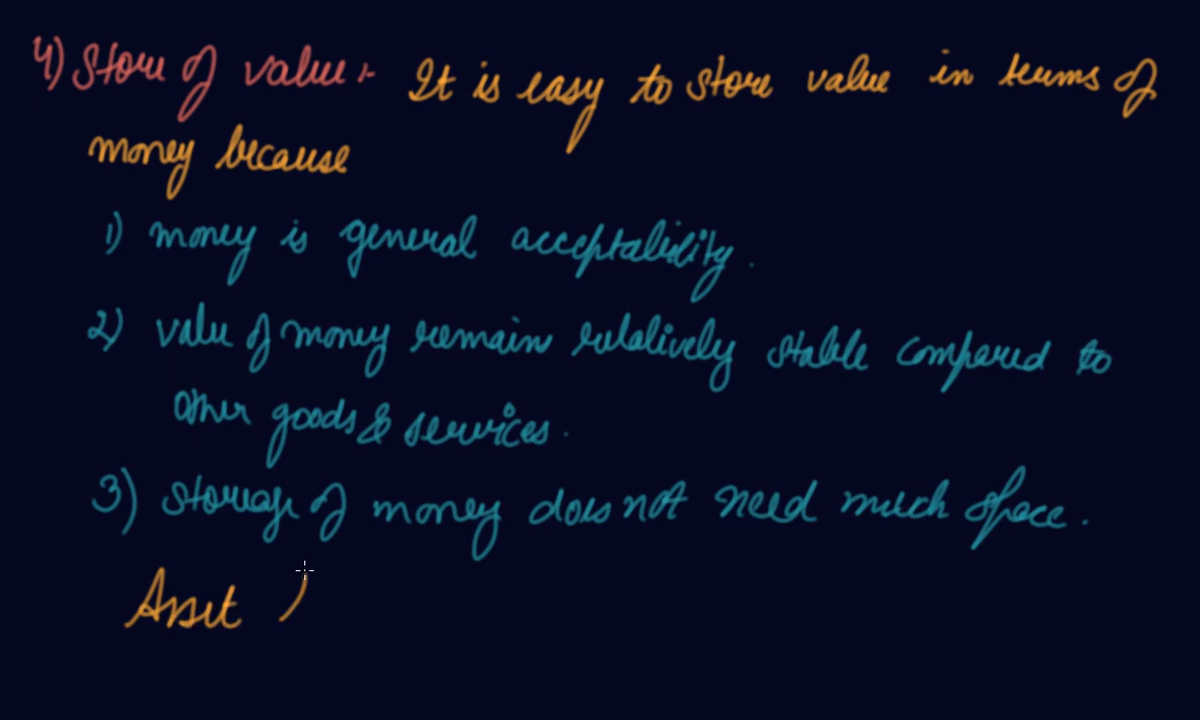 4) Store of value :- It is easy to store value in terms of
money because
1) money is general acceptability.
2) value of money remain relatively stable compared to
other goods & services.
3) Storage of money does not need much space.
Asset